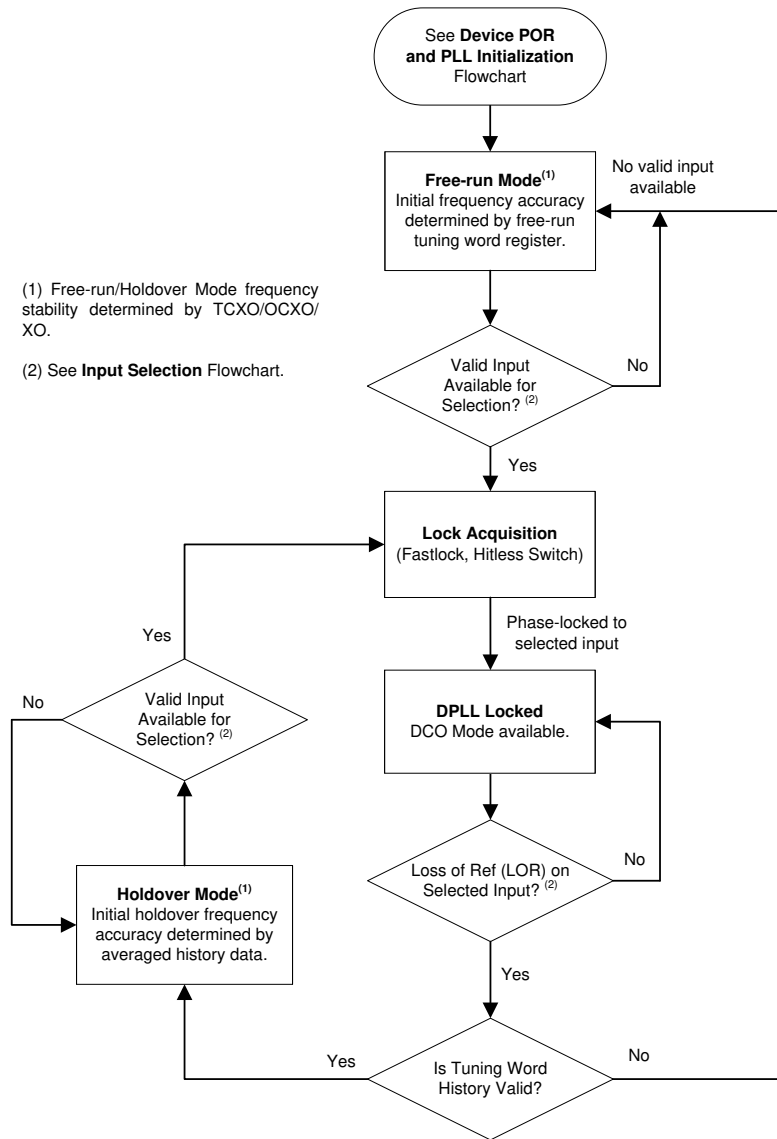 See Device POR
and PLL Initialization
Flowchart
No valid input
available
Free-run Mode(1)
Initial frequency accuracy
determined by free-run
tuning word register.
(1) Free-run/Holdover Mode frequency
stability determined by TCXO/OCXO/
XO.
(2) See Input Selection Flowchart.
Valid Input
Available for
Selection? (2)
No
Yes
Lock Acquisition
(Fastlock, Hitless Switch)
Phase-locked to
selected input
Yes
No
Valid Input
Available for
Selection? (2)
DPLL Locked
DCO Mode available.
Loss of Ref (LOR) on
Selected Input? (2)
No
Holdover Mode(1)
Initial holdover frequency
accuracy determined by
averaged history data.
Yes
Yes
Is Tuning Word
History Valid?
No